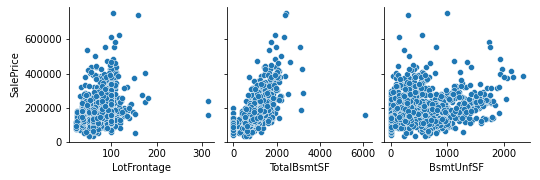 SalePrice
600000
400000
200000
0
100 200 300
LotFrontage
0 2000 4000 6000
TotalBsmtSF
0 1000 2000
BsmtUnfSF